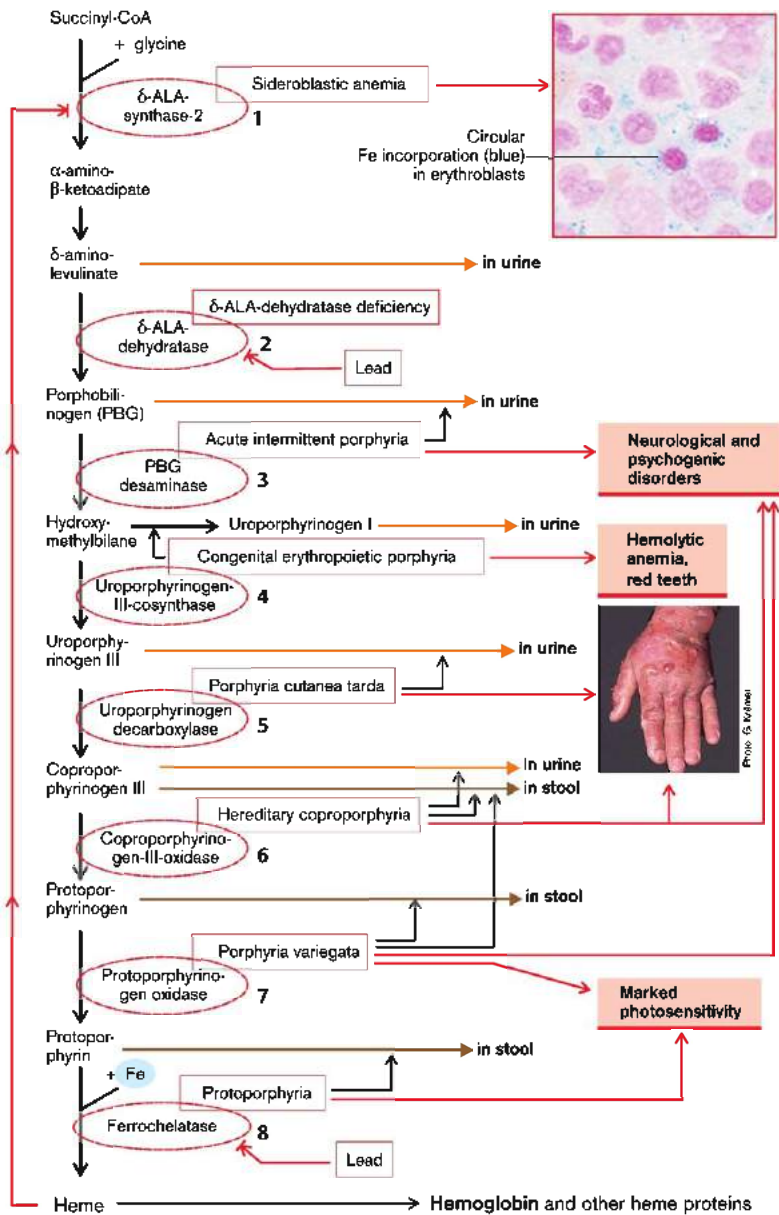 Succinyl-CoA
+ glycine
Sideroblastic anemia
δ-ALA-
synthase-2
1
Circular
Fe incorporation (blue)
in erythroblasts
α-amino-
β-ketoadipate
δ-amino-
levulinate
in urine
δ-ALA-dehydratase deficiency
δ-ALA-
dehydratase
2
Lead
Porphobili-
nogen (PBG)
in urine
Acute intermittent porphyria
Neurological and
psychogenic
disorders
PBG
desaminase
3
Hydroxy-
methylbilane
Uroporphyrinogen I
in urine
Congenital erythropoietic porphyria
Hemolytic
anemia,
red teeth
Uroporphyrinogen-
III-cosynthase
4
Uroporphy-
rinogen III
in urine
Porphyria cutanea tarda
Uroporphyrinogen
decarboxylase
5
Photo: G. Krämer
Copropor-
phyrinogen III
in urine
in stool
Hereditary coproporphyria
Coproporphyrino-
gen-III-oxidase
6
Protopor-
phyrinogen
in stool
Porphyria variegata
Protoporphyrino-
gen oxidase
7
Marked
photosensitivity
Protopor-
phyrin
in stool
+ Fe
Protoporphyria
Ferrochelatase
8
Lead
Heme
Hemoglobin and other heme proteins